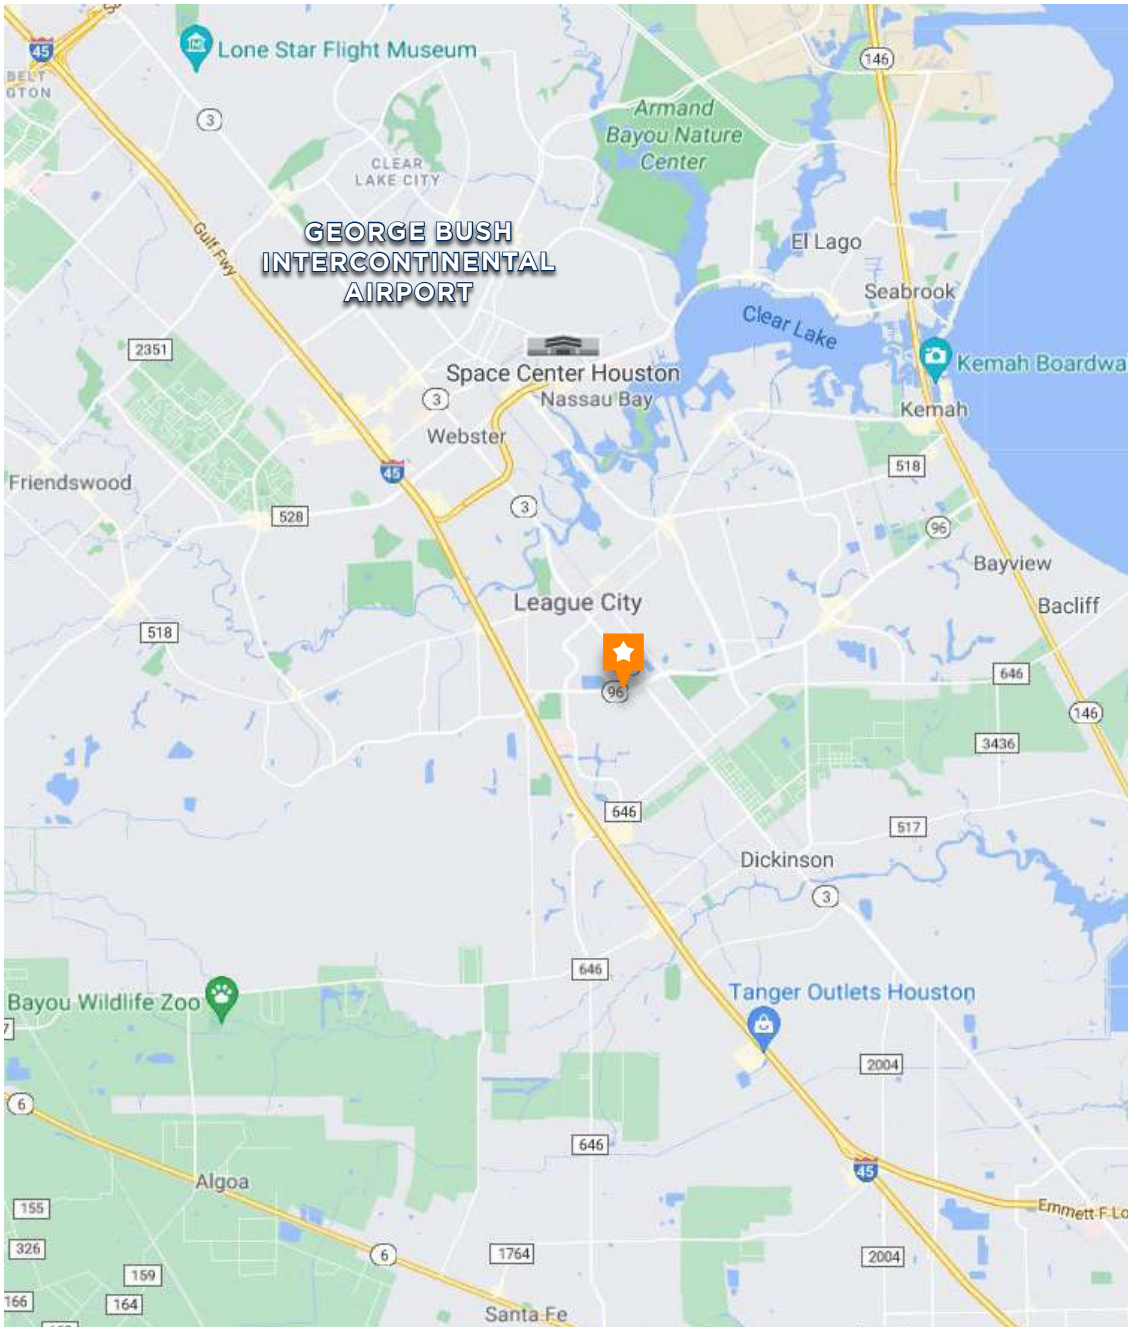 45
BELT
GTON
Lone Star Flight Museum
3
146
Armand
Bayou Nature
Center
CLEAR
LAKE CITY
Gulf Fwy
GEORGE BUSH
INTERCONTINENTAL
AIRPORT
El Lago
Seabrook
Clear Lake
2351
Space Center Houston
Kemah Boardwa
3
Nassau Bay
Kemah
Webster
45
518
Friendswood
3
528
96
Bayview
League City
Bacliff
518
646
96
146
3436
646
517
Dickinson
3
646
Tanger Outlets Houston
Bayou Wildlife Zoo
7
2004
6
646
45
Algoa
155
Emmett F Lo
326
6
1764
2004
159
166
164
Santa Fe